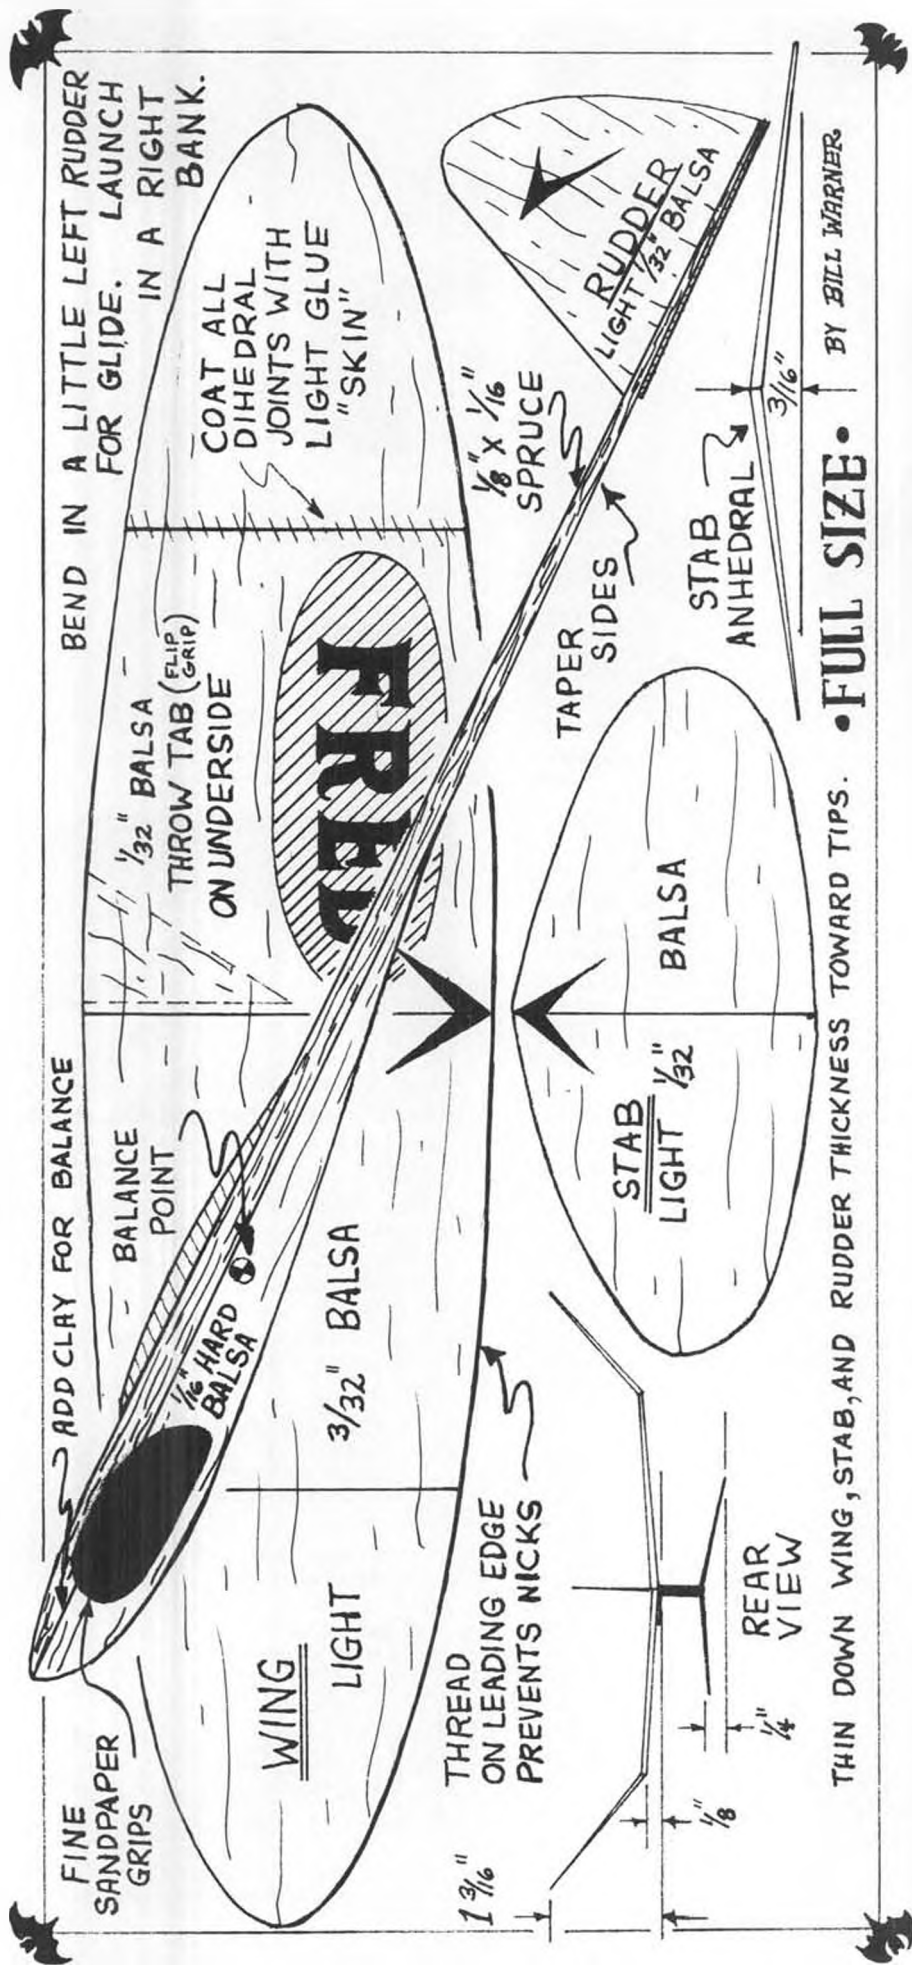 BEND IN A LITTLE LEFT RUDDER
FOR GLIDE. LAUNCH
IN A RIGHT
BANK.
ADD CLAY FOR BALANCE
FINE
SANDPAPER
GRIPS
BALANCE
POINT
1/16" HARD
BALSA
1/32" BALSA
THROW TAB (FLIP GRIP)
ON UNDERSIDE
COAT ALL
DIHEDRAL
JOINTS WITH
LIGHT GLUE
"SKIN"
FRED
WING
LIGHT
3/32" BALSA
THREAD
ON LEADING EDGE
PREVENTS NICKS
1/8" X 1/16"
SPRUCE
TAPER
SIDES
RUDDER
LIGHT 1/32" BALSA
STAB
LIGHT 1/32"
BALSA
STAB
ANHEDRAL
3/16"
1 3/16"
1/8"
1/4"
REAR
VIEW
THIN DOWN WING, STAB, AND RUDDER THICKNESS TOWARD TIPS.
•FULL SIZE•
BY BILL WARNER